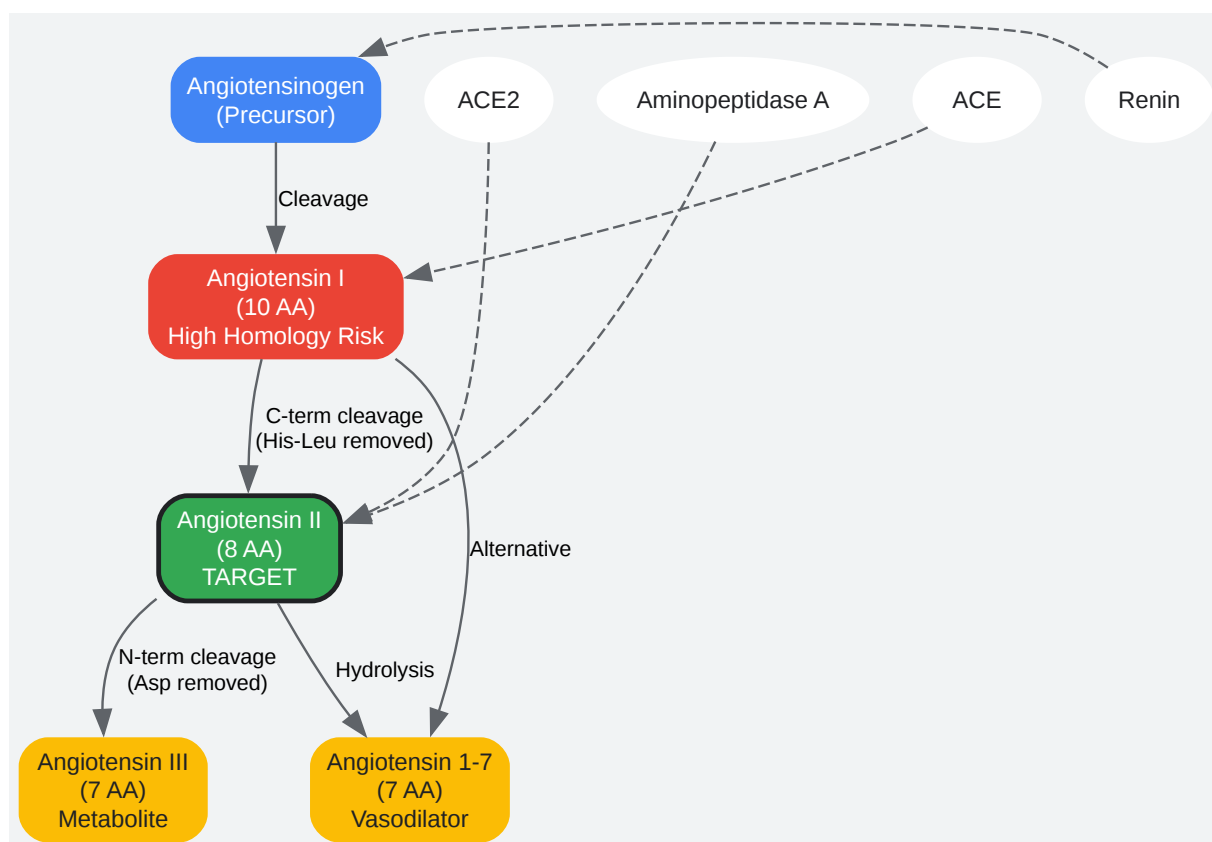 Angiotensinogen
(Precursor)
ACE2
Aminopeptidase A
ACE
Renin
Cleavage
Angiotensin I
(10 AA)
High Homology Risk
C-term cleavage
(His-Leu removed)
Angiotensin II
(8 AA)
TARGET
Alternative
N-term cleavage
(Asp removed)
Hydrolysis
Angiotensin III
(7 AA)
Metabolite
Angiotensin 1-7
(7 AA)
Vasodilator